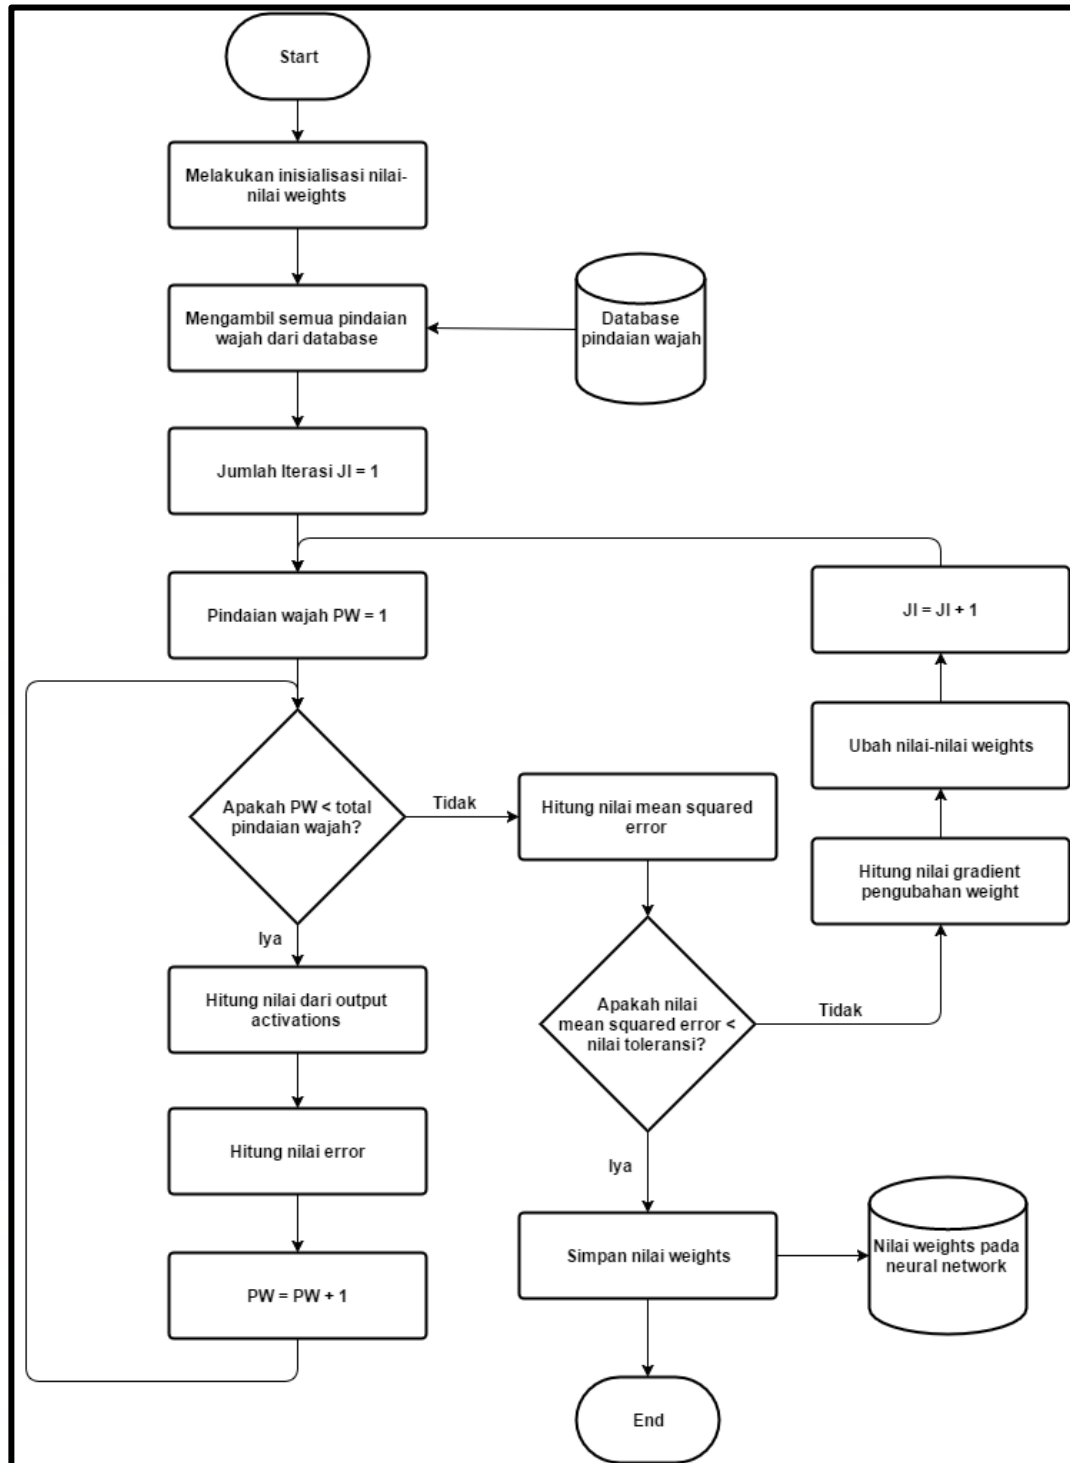 Start
Melakukan inisialisasi nilai-
nilai weights
Mengambil semua pindaian
wajah dari database
Database
pindaian wajah
Jumlah Iterasi JI = 1
Pindaian wajah PW = 1
JI = JI + 1
Ubah nilai-nilai weights
Hitung nilai gradient
pengubahan weight
Apakah PW < total
pindaian wajah?
Tidak
Hitung nilai mean squared
error
Iya
Hitung nilai dari output
activations
Apakah nilai
mean squared error <
nilai toleransi?
Tidak
Hitung nilai error
Iya
PW = PW + 1
Simpan nilai weights
Nilai weights pada
neural network
End